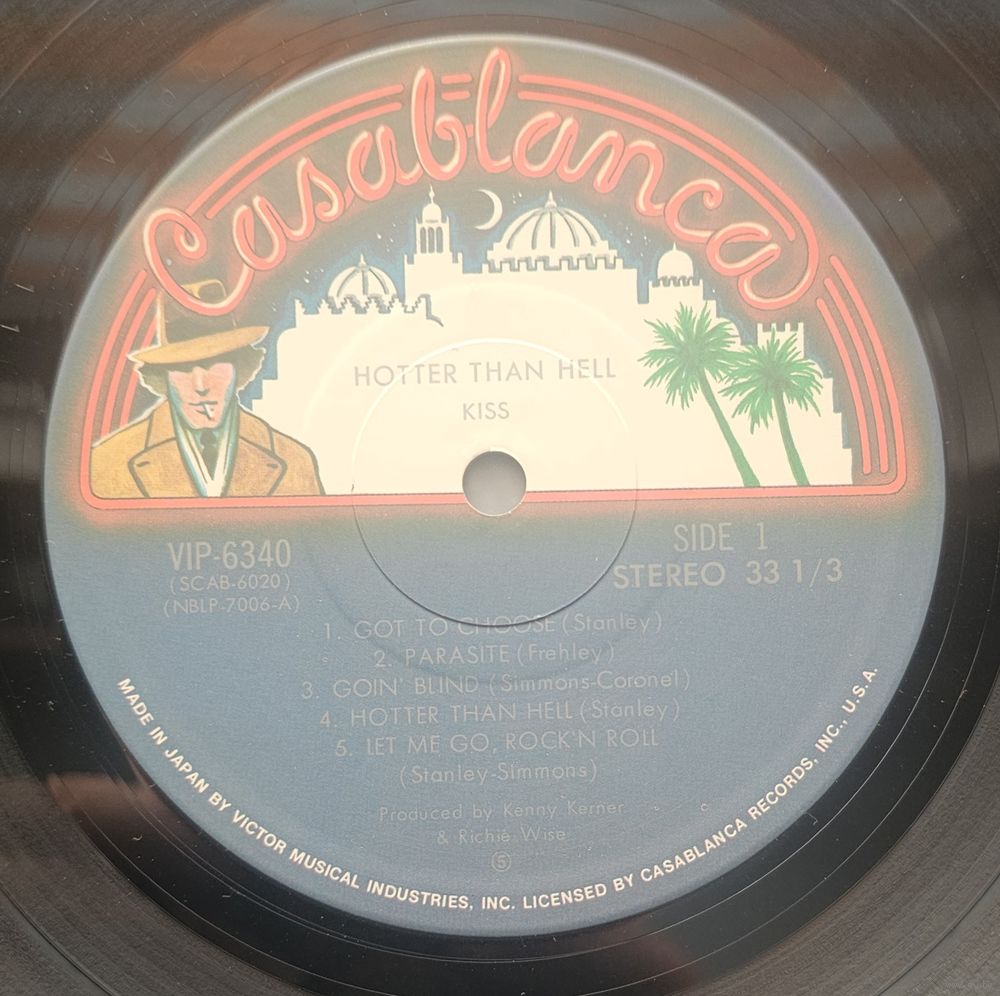 Casablanca
HOTTER THAN HELL
KISS
VIP-6340
(SCAB-6020)
(NBLP-7006-A)
SIDE 1
STEREO 33 1/3
1. GOT TO CHOOSE (Stanley)
2. PARASITE (Frehley)
3. GOIN' BLIND (Simmons-Coronel)
4. HOTTER THAN HELL (Stanley)
5. LET ME GO, ROCK'N ROLL
(Stanley-Simmons)
Produced by Kenny Kerner
& Richie Wise
⑤
MADE IN JAPAN BY VICTOR MUSICAL INDUSTRIES, INC. LICENSED BY CASABLANCA RECORDS, INC., U.S.A.